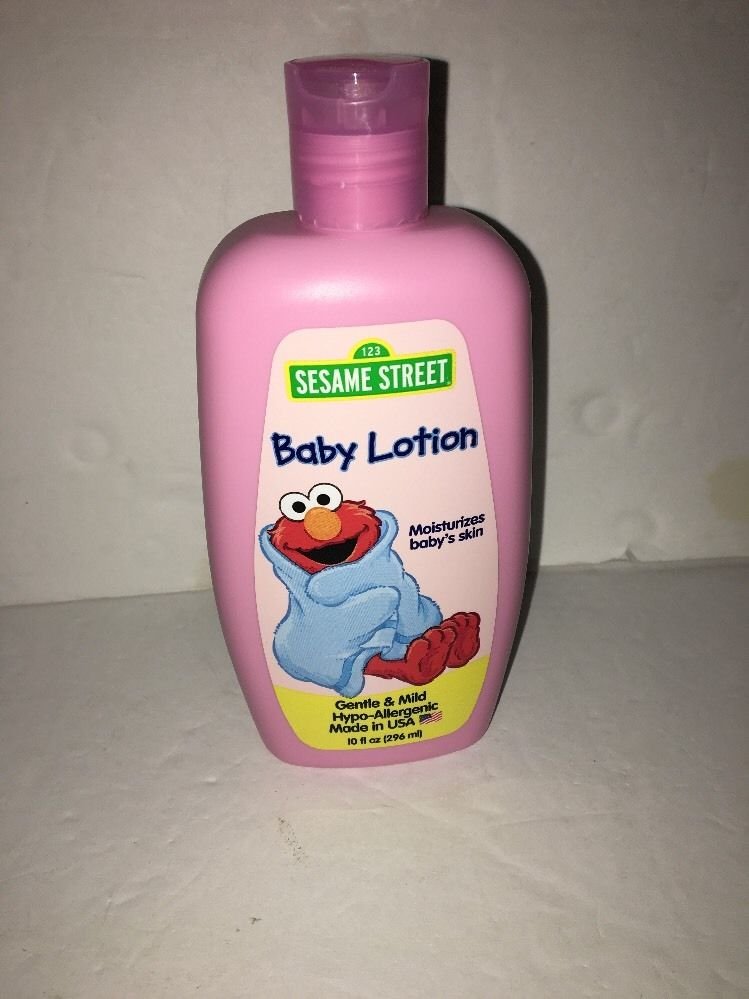 123
SESAME STREET
Baby Lotion
Moisturizes
baby's skin
Gentle & Mild
Hypo-Allergenic
Made in USA
10 fl oz (296 ml)